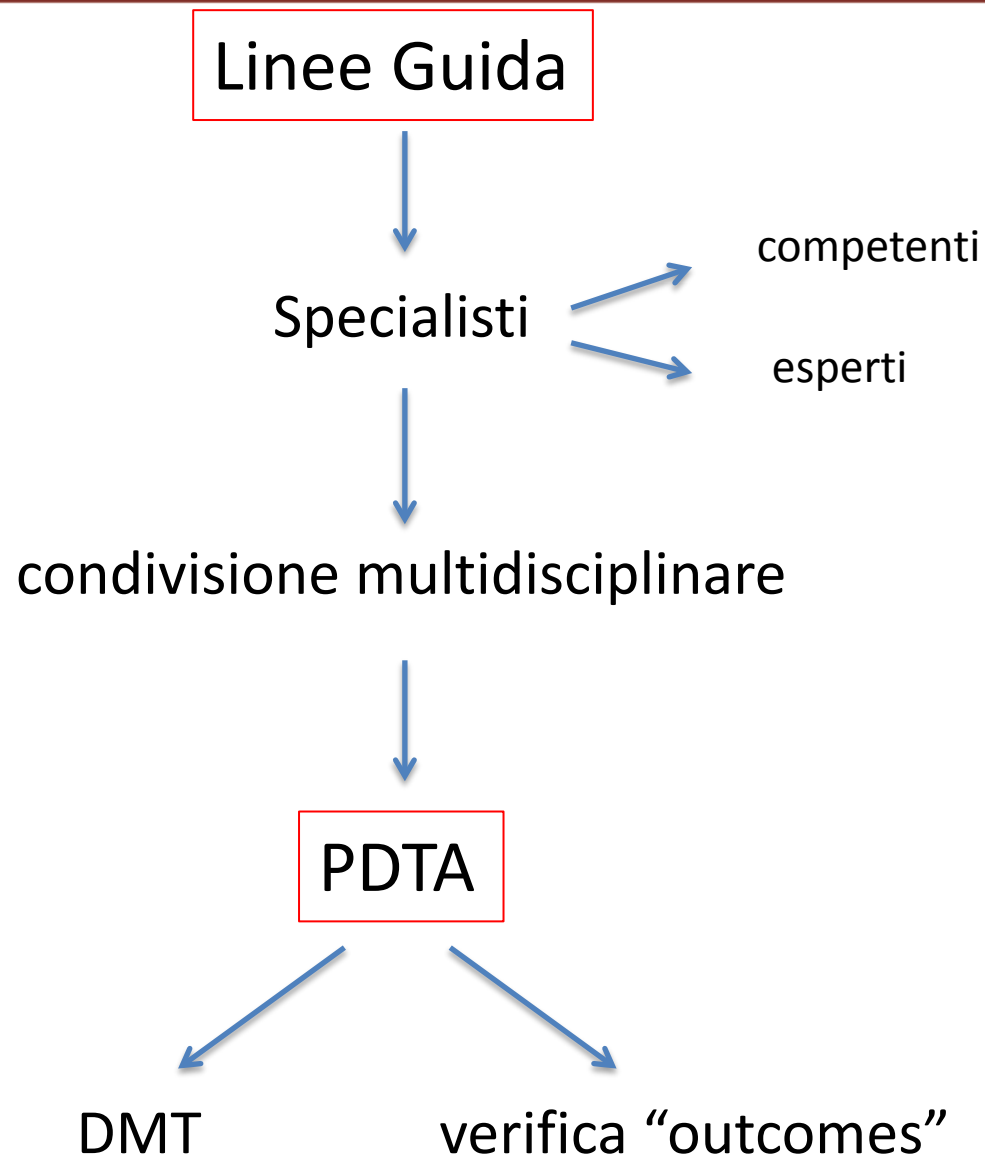 Linee Guida
competenti
Specialisti
esperti
condivisione multidisciplinare
PDTA
DMT
verifica “outcomes”